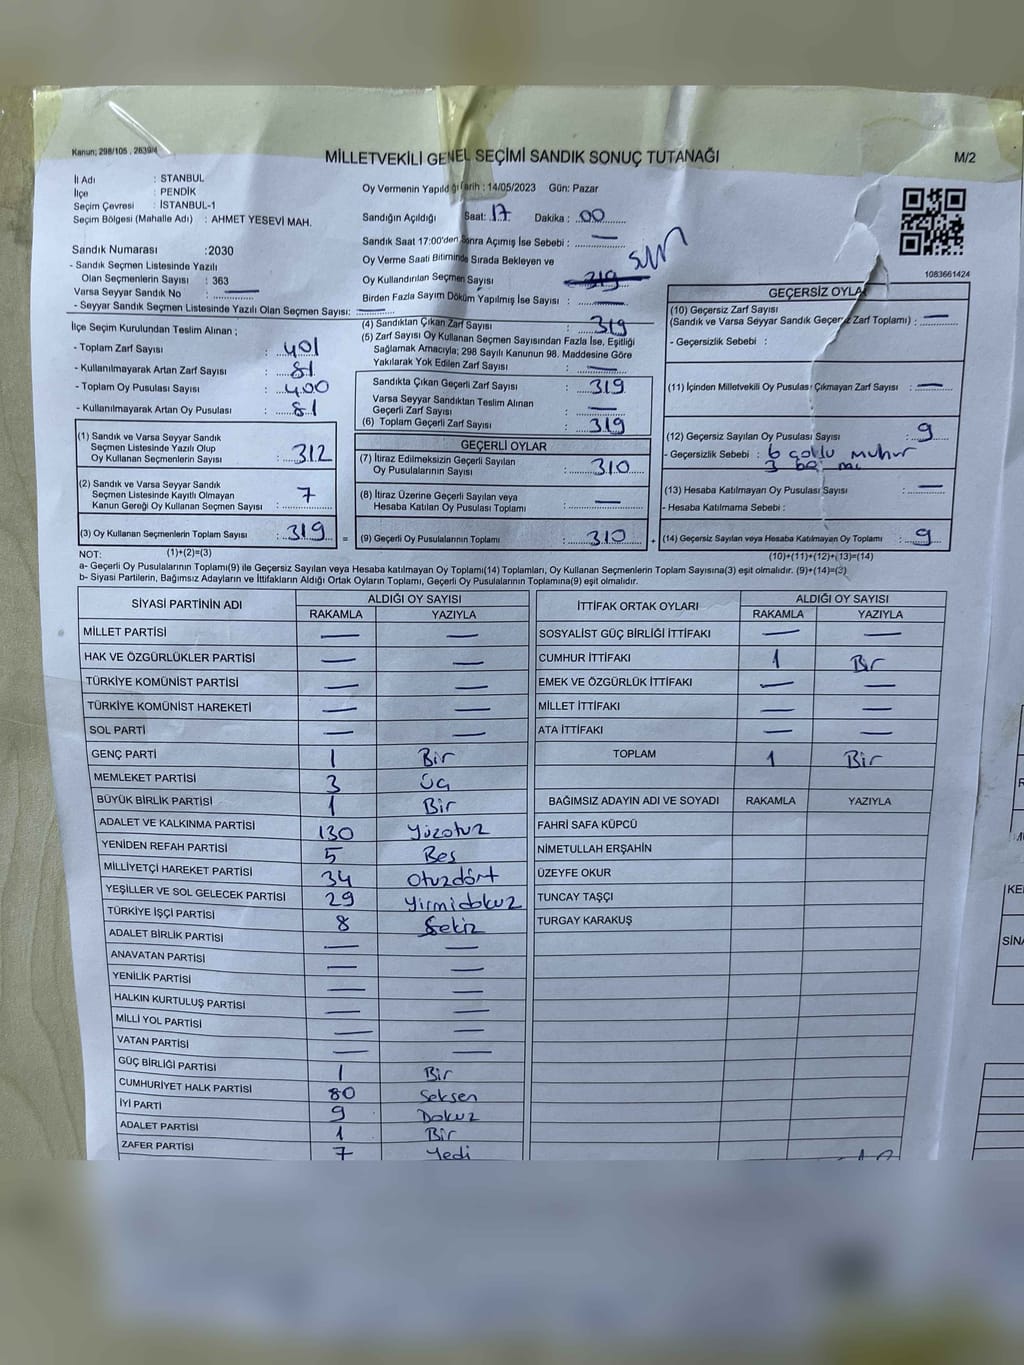 Kanun; 298/105 , 2839/4
MİLLETVEKİLİ GENEL SEÇİMİ SANDIK SONUÇ TUTANAĞI
M/2
İl Adı : STANBUL
İlçe : PENDİK
Seçim Çevresi : İSTANBUL-1
Seçim Bölgesi (Mahalle Adı) : AHMET YESEVİ MAH.
Sandık Numarası :2030
- Sandık Seçmen Listesinde Yazılı
Olan Seçmenlerin Sayısı : 363
Varsa Seyyar Sandık No : —
- Seyyar Sandık Seçmen Listesinde Yazılı Olan Seçmen Sayısı: —
Oy Vermenin Yapıldığı Tarih : 14/05/2023 Gün: Pazar
Sandığın Açıldığı Saat: 17 Dakika : 00
Sandık Saat 17:00'den Sonra Açımış İse Sebebi : —
Oy Verme Saati Bitiminde Sırada Bekleyen ve
Oy Kullandırılan Seçmen Sayısı : 319
Birden Fazla Sayım Döküm Yapılmış İse Sayısı : —
1083661424
İlçe Seçim Kurulundan Teslim Alınan ;
- Toplam Zarf Sayısı : 401
- Kullanılmayarak Artan Zarf Sayısı : 81
- Toplam Oy Pusulası Sayısı : 400
- Kullanılmayarak Artan Oy Pusulası : 81
(4) Sandıktan Çıkan Zarf Sayısı : 319
(5) Zarf Sayısı Oy Kullanan Seçmen Sayısından Fazla İse, Eşitliği
Sağlamak Amacıyla; 298 Sayılı Kanunun 98. Maddesine Göre
Yakılarak Yok Edilen Zarf Sayısı : —
Sandıkta Çıkan Geçerli Zarf Sayısı : 319
Varsa Seyyar Sandıktan Teslim Alınan
Geçerli Zarf Sayısı : —
(6) Toplam Geçerli Zarf Sayısı : 319
GEÇERSİZ OYLA
(10) Geçersiz Zarf Sayısı
(Sandık ve Varsa Seyyar Sandık Geçersiz Zarf Toplamı) : —
- Geçersizlik Sebebi :
(11) İçinden Milletvekili Oy Pusulası Çıkmayan Zarf Sayısı : —
(12) Geçersiz Sayılan Oy Pusulası Sayısı : 9
- Geçersizlik Sebebi : 6
3
(13) Hesaba Katılmayan Oy Pusulası Sayısı : —
- Hesaba Katılmama Sebebi :
(14) Geçersiz Sayılan veya Hesaba Katılmayan Oy Toplamı : 9
(10)+(11)+(12)+(13)=(14)
(1) Sandık ve Varsa Seyyar Sandık
Seçmen Listesinde Yazılı Olup
Oy Kullanan Seçmenlerin Sayısı : 312
(2) Sandık ve Varsa Seyyar Sandık
Seçmen Listesinde Kayıtlı Olmayan
Kanun Gereği Oy Kullanan Seçmen Sayısı : 7
(3) Oy Kullanan Seçmenlerin Toplam Sayısı : 319 =
(1)+(2)=(3)
GEÇERLİ OYLAR
(7) İtiraz Edilmeksizin Geçerli Sayılan
Oy Pusulalarının Sayısı : 310
(8) İtiraz Üzerine Geçerli Sayılan veya
Hesaba Katılan Oy Pusulası Toplamı : —
(9) Geçerli Oy Pusulalarının Toplamı : 310 +
NOT:
a- Geçerli Oy Pusulalarının Toplamı(9) ile Geçersiz Sayılan veya Hesaba katılmayan Oy Toplamı(14) Toplamları, Oy Kullanan Seçmenlerin Toplam Sayısına(3) eşit olmalıdır. (9)+(14)=(3)
b- Siyasi Partilerin, Bağımsız Adayların ve İttifakların Aldığı Ortak Oyların Toplamı, Geçerli Oy Pusulalarının Toplamına(9) eşit olmalıdır.
SİYASİ PARTİNİN ADI ALDIĞI OY SAYISI
RAKAMLA YAZIYLA
MİLLET PARTİSİ — —
HAK VE ÖZGÜRLÜKLER PARTİSİ — —
TÜRKİYE KOMÜNİST PARTİSİ — —
TÜRKİYE KOMÜNİST HAREKETİ — —
SOL PARTİ — —
GENÇ PARTİ 1 Bir
MEMLEKET PARTİSİ 3 Üç
BÜYÜK BİRLİK PARTİSİ 1 Bir
ADALET VE KALKINMA PARTİSİ 130 Yüzotuz
YENİDEN REFAH PARTİSİ 5 Beş
MİLLİYETÇİ HAREKET PARTİSİ 34 Otuzdört
YEŞİLLER VE SOL GELECEK PARTİSİ 29 Yirmidokuz
TÜRKİYE İŞÇİ PARTİSİ 8 Sekiz
ADALET BİRLİK PARTİSİ — —
ANAVATAN PARTİSİ — —
YENİLİK PARTİSİ — —
HALKIN KURTULUŞ PARTİSİ — —
MİLLİ YOL PARTİSİ — —
VATAN PARTİSİ — —
GÜÇ BİRLİĞİ PARTİSİ 1 Bir
CUMHURİYET HALK PARTİSİ 80 Seksen
İYİ PARTİ 9 Dokuz
ADALET PARTİSİ 1 Bir
ZAFER PARTİSİ 7 Yedi
İTTİFAK ORTAK OYLARI ALDIĞI OY SAYISI
RAKAMLA YAZIYLA
SOSYALİST GÜÇ BİRLİĞİ İTTİFAKI — —
CUMHUR İTTİFAKI 1 Bir
EMEK VE ÖZGÜRLÜK İTTİFAKI — —
MİLLET İTTİFAKI — —
ATA İTTİFAKI — —
TOPLAM 1 Bir
BAĞIMSIZ ADAYIN ADI VE SOYADI RAKAMLA YAZIYLA
FAHRİ SAFA KÜPCÜ
NİMETULLAH ERŞAHİN
ÜZEYFE OKUR
TUNCAY TAŞÇI
TURGAY KARAKUŞ